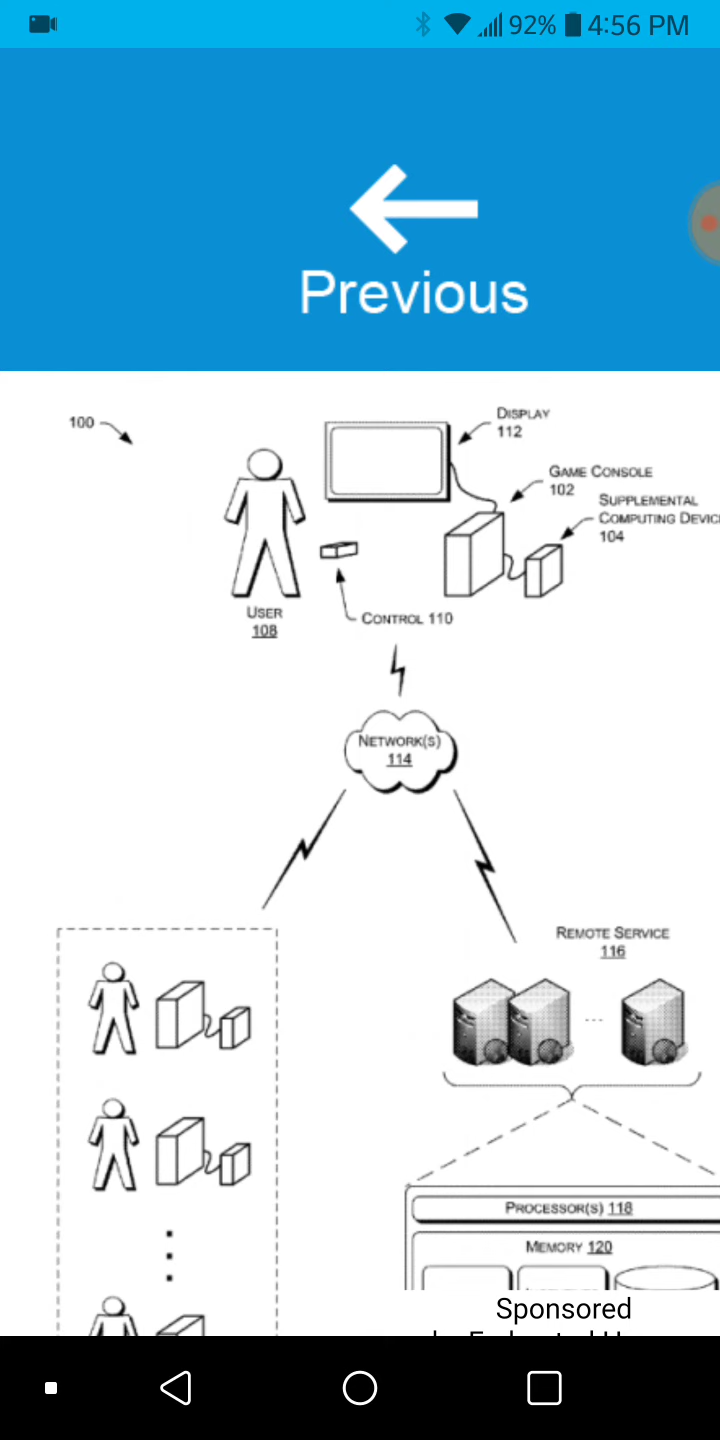 92% 4:56 PM
Previous
100
DISPLAY
112
GAME CONSOLE
102
SUPPLEMENTAL
COMPUTING
104
USER
108
CONTROL 110
NETWORK(S)
114
REMOTE SERVICE
116
...
PROCESSOR(S) 118
MEMORY 120
Sponsored